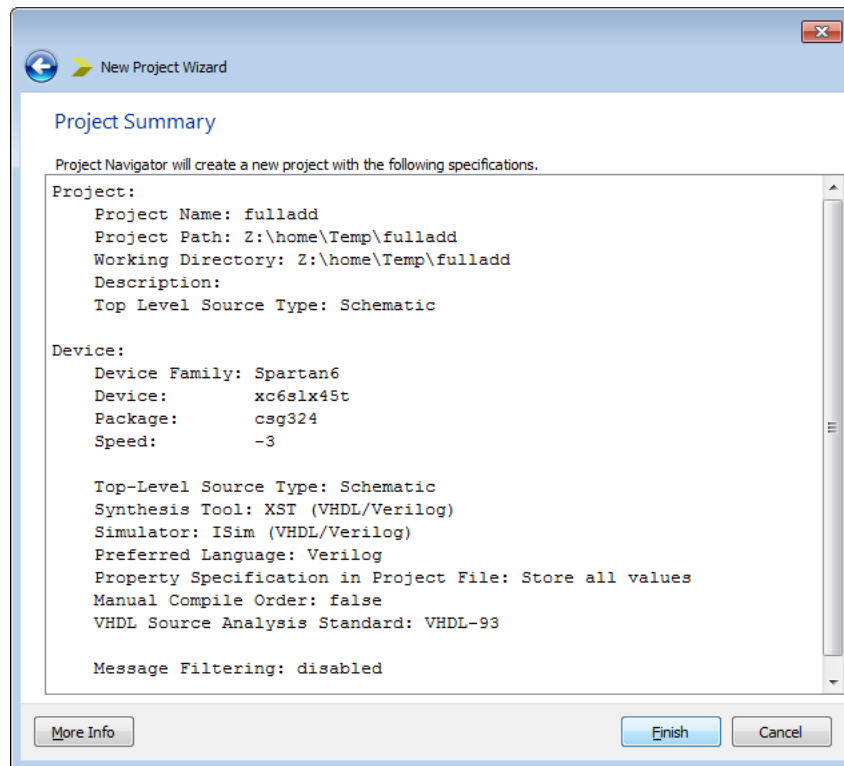 New Project Wizard
Project Summary
Project Navigator will create a new project with the following specifications.
Project:
Project Name: fulladd
Project Path: Z:\home\Temp\fulladd
Working Directory: Z:\home\Temp\fulladd
Description:
Top Level Source Type: Schematic
Device:
Device Family: Spartan6
Device: xc6slx45t
Package: csg324
Speed: -3
Top-Level Source Type: Schematic
Synthesis Tool: XST (VHDL/Verilog)
Simulator: ISim (VHDL/Verilog)
Preferred Language: Verilog
Property Specification in Project File: Store all values
Manual Compile Order: false
VHDL Source Analysis Standard: VHDL-93
Message Filtering: disabled
More Info Finish Cancel